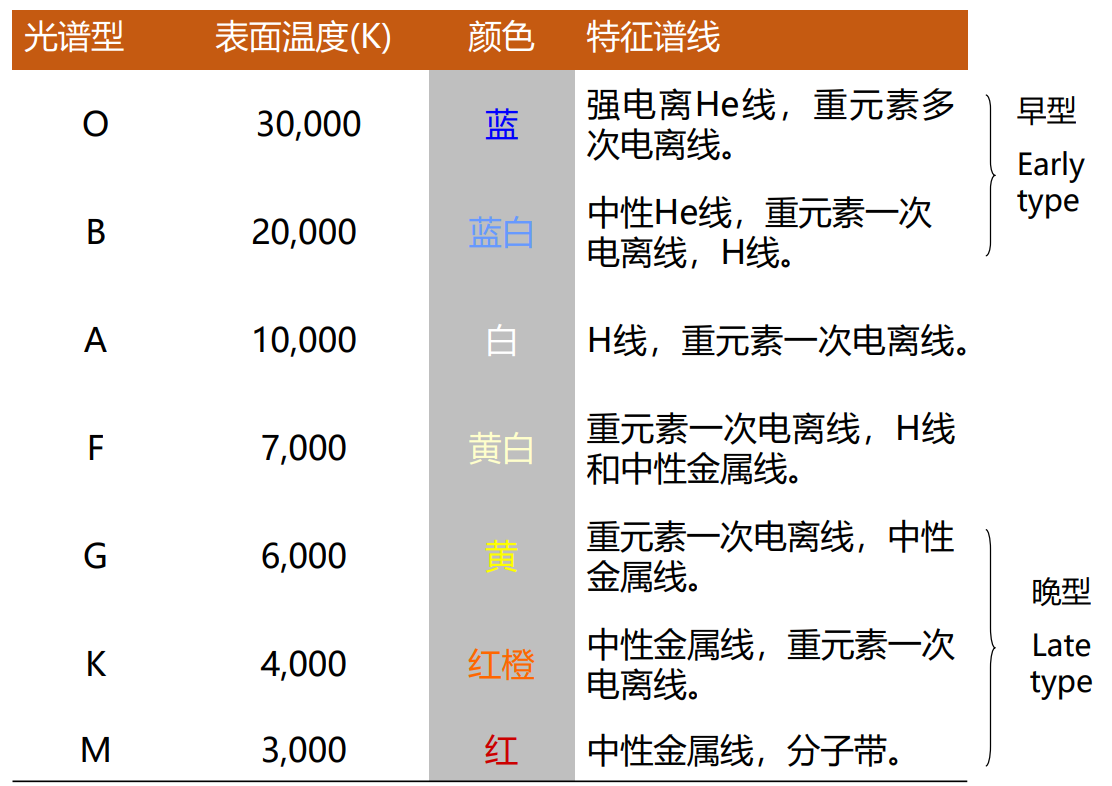 光谱型 表面温度(K) 颜色 特征谱线
O 30,000 蓝 强电离He线，重元素多
次电离线。
早型
Early
type
B 20,000 蓝白 中性He线，重元素一次
电离线，H线。
A 10,000 白 H线，重元素一次电离线。
F 7,000 黄白 重元素一次电离线，H线
和中性金属线。
G 6,000 黄 重元素一次电离线，中性
金属线。
晚型
Late
type
K 4,000 红橙 中性金属线，重元素一次
电离线。
M 3,000 红 中性金属线，分子带。